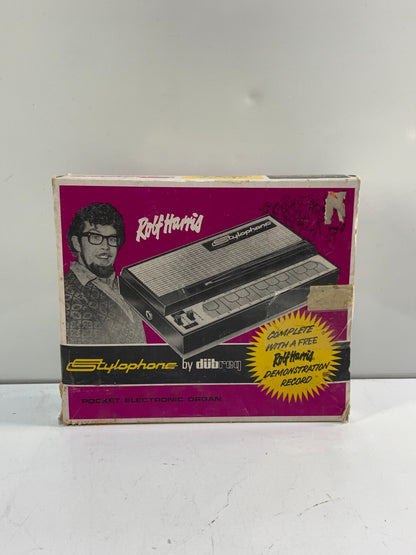 Rolf Harris
Stylophone
COMPLETE
WITH A FREE
Rolf Harris
DEMONSTRATION
RECORD
Stylophone by dübreq
POCKET ELECTRONIC ORGAN